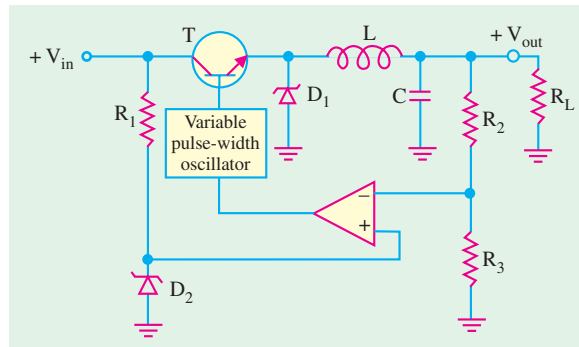 T
L
+ V_out
+ V_in
D_1
C
R_1
R_2
R_L
Variable
pulse-width
oscillator
−
+
R_3
D_2